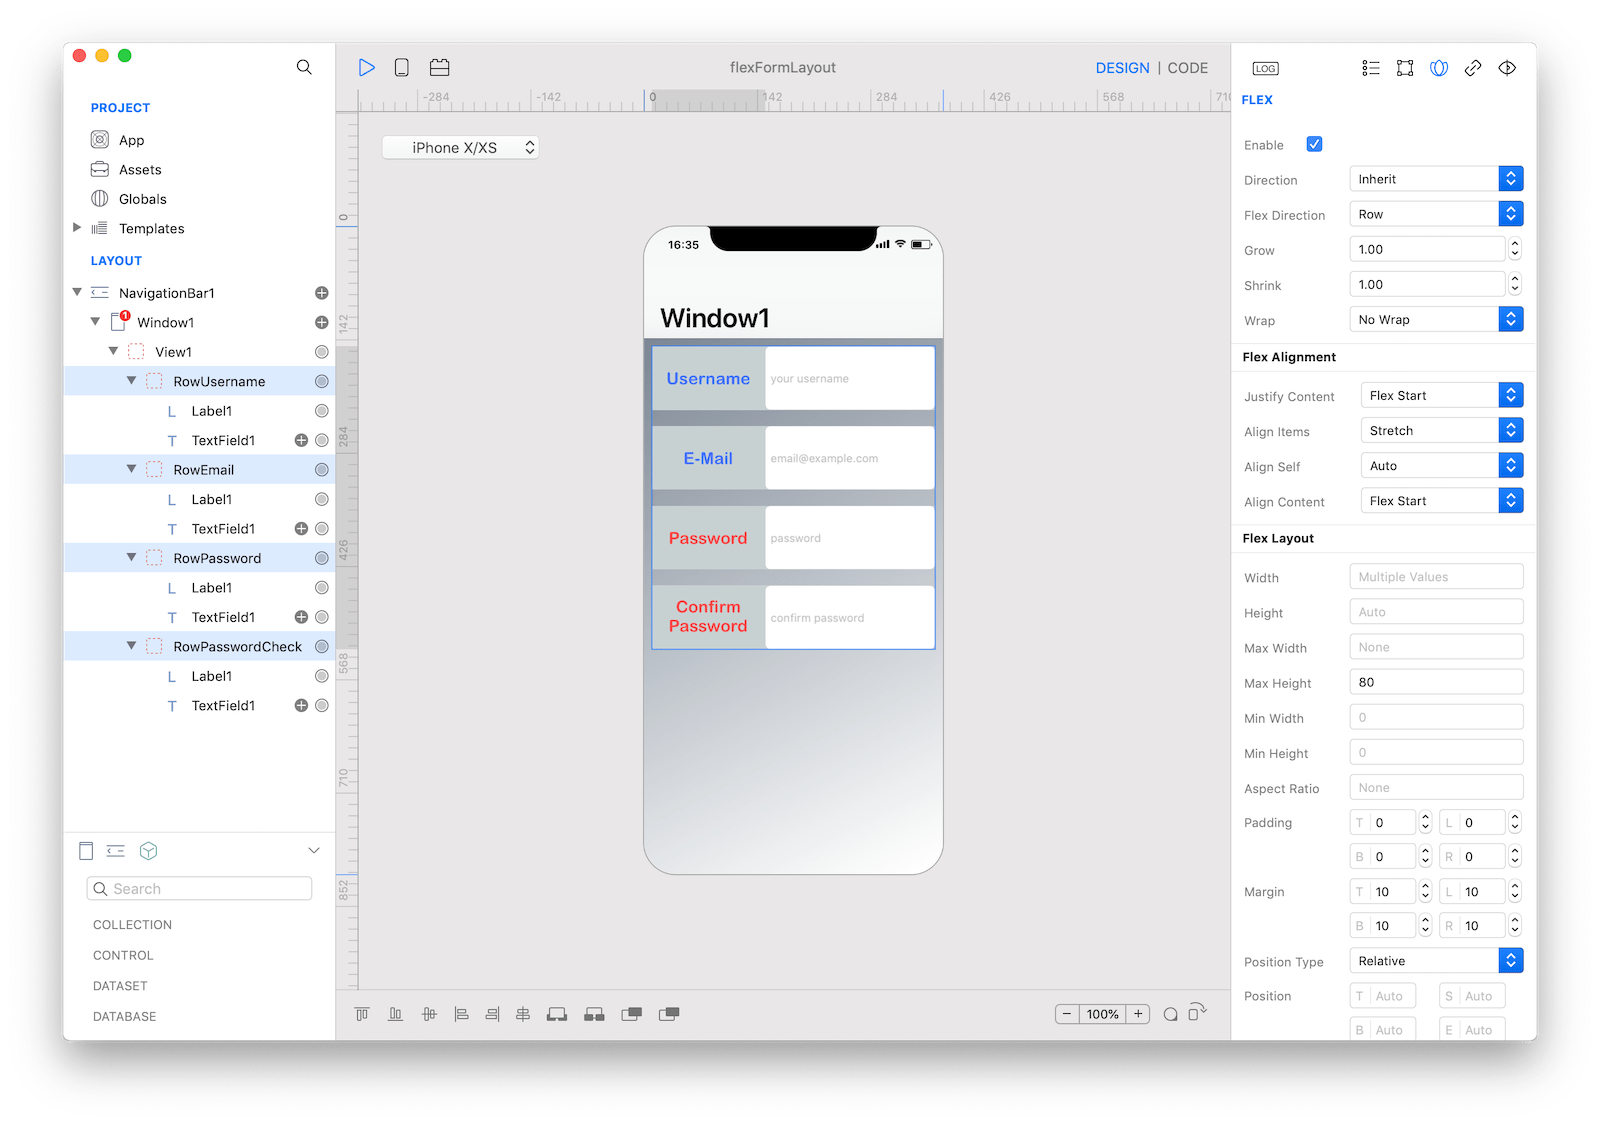 flexFormLayout
DESIGN | CODE
LOG
PROJECT
App
Assets
Globals
Templates
LAYOUT
NavigationBar1
1
Window1
View1
RowUsername
L Label1
T TextField1
RowEmail
L Label1
T TextField1
RowPassword
L Label1
T TextField1
RowPasswordCheck
L Label1
T TextField1
Search
COLLECTION
CONTROL
DATASET
DATABASE
-284 -142 0 142 284 426 568 710
0
142
284
426
568
710
852
iPhone X/XS
16:35
Window1
Username your username
E-Mail email@example.com
Password password
Confirm
Password
confirm password
100%
FLEX
Enable
Direction Inherit
Flex Direction Row
Grow 1.00
Shrink 1.00
Wrap No Wrap
Flex Alignment
Justify Content Flex Start
Align Items Stretch
Align Self Auto
Align Content Flex Start
Flex Layout
Width Multiple Values
Height Auto
Max Width None
Max Height 80
Min Width 0
Min Height 0
Aspect Ratio None
Padding T 0 L 0
B 0 R 0
Margin T 10 L 10
B 10 R 10
Position Type Relative
Position T Auto S Auto
B Auto E Auto